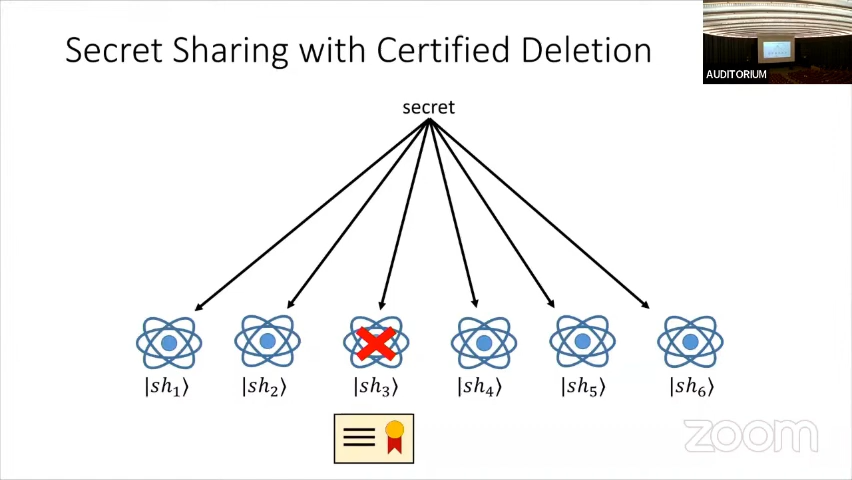 Secret Sharing with Certified Deletion
AUDITORIUM
secret
|sh₁⟩ |sh₂⟩ |sh₃⟩ |sh₄⟩ |sh₅⟩ |sh₆⟩
zoom